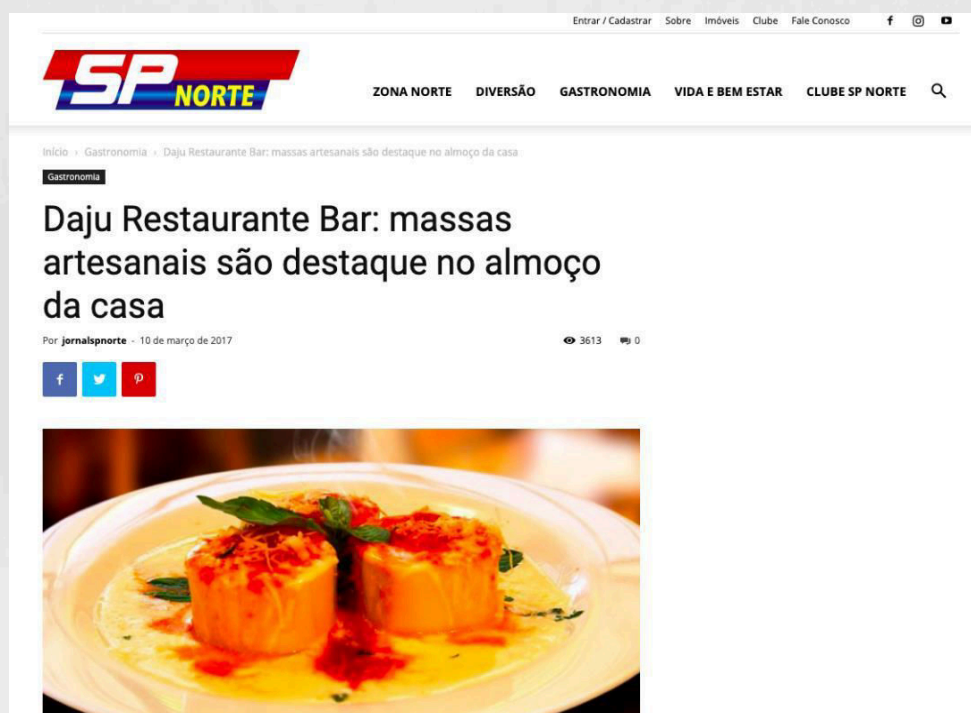 Entrar / Cadastrar Sobre Imóveis Clube Fale Conosco
SP NORTE
ZONA NORTE DIVERSÃO GASTRONOMIA VIDA E BEM ESTAR CLUBE SP NORTE
Início › Gastronomia › Daju Restaurante Bar: massas artesanais são destaque no almoço da casa
Gastronomia
Daju Restaurante Bar: massas
artesanais são destaque no almoço
da casa
Por jornalspnorte - 10 de março de 2017 3613 0